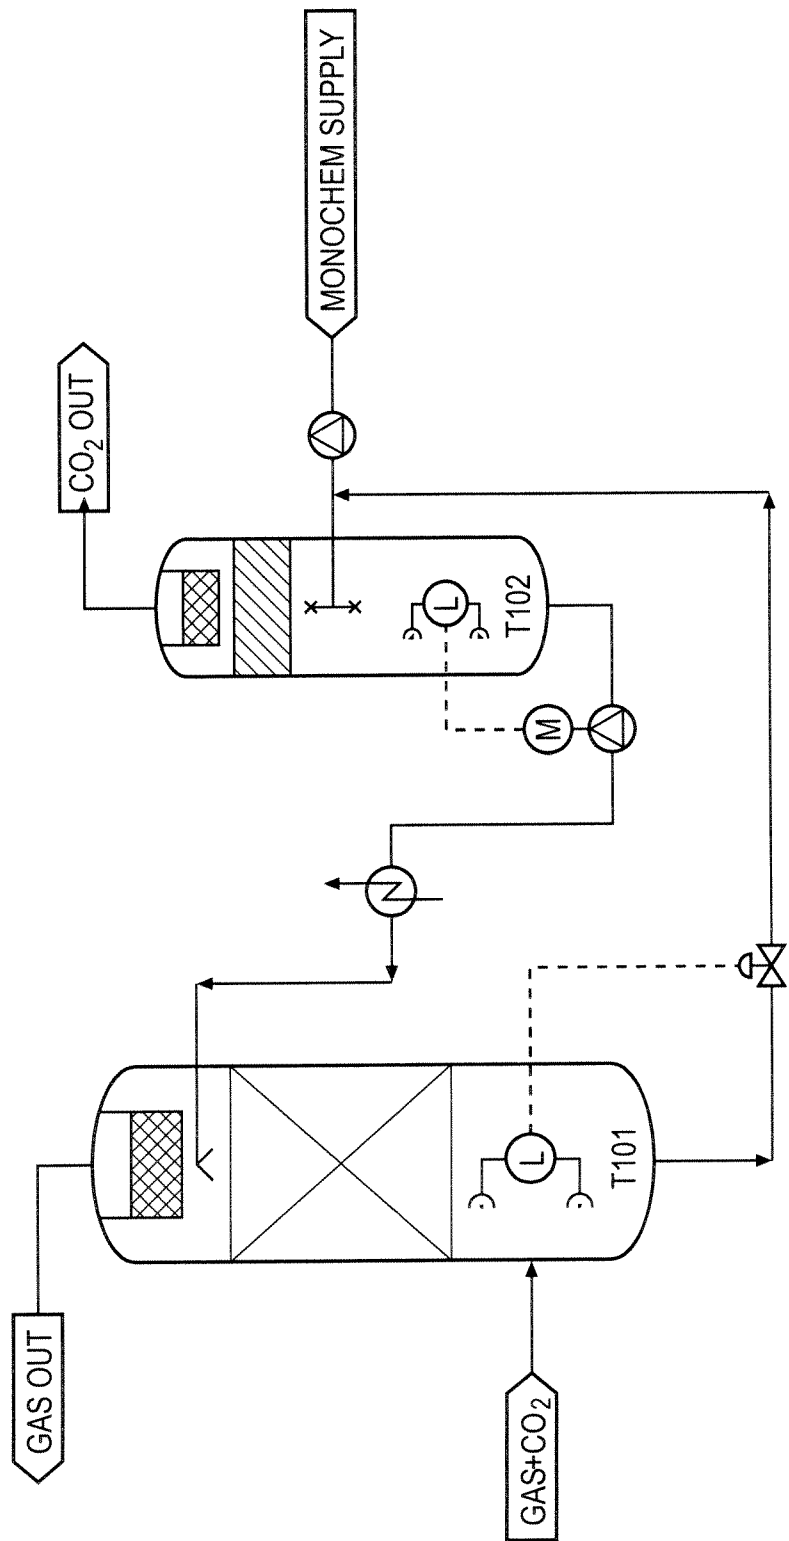 MONOCHEM SUPPLY
CO₂ OUT
L
T102
M
L
T101
GAS OUT
GAS+CO₂